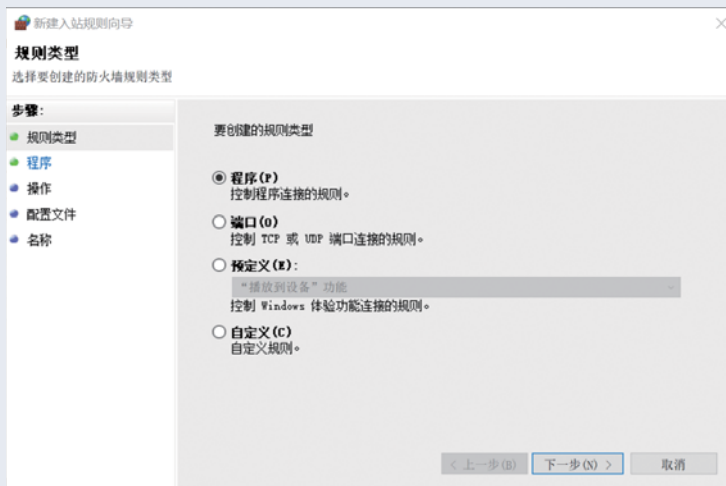 新建入站规则向导
规则类型
选择要创建的防火墙规则类型
步骤:
规则类型
程序
操作
配置文件
名称
要创建的规则类型
程序(P)
控制程序连接的规则。
端口(O)
控制 TCP 或 UDP 端口连接的规则。
预定义(E):
“播放到设备”功能
控制 Windows 体验功能连接的规则。
自定义(C)
自定义规则。
< 上一步(B)
下一步(N) >
取消